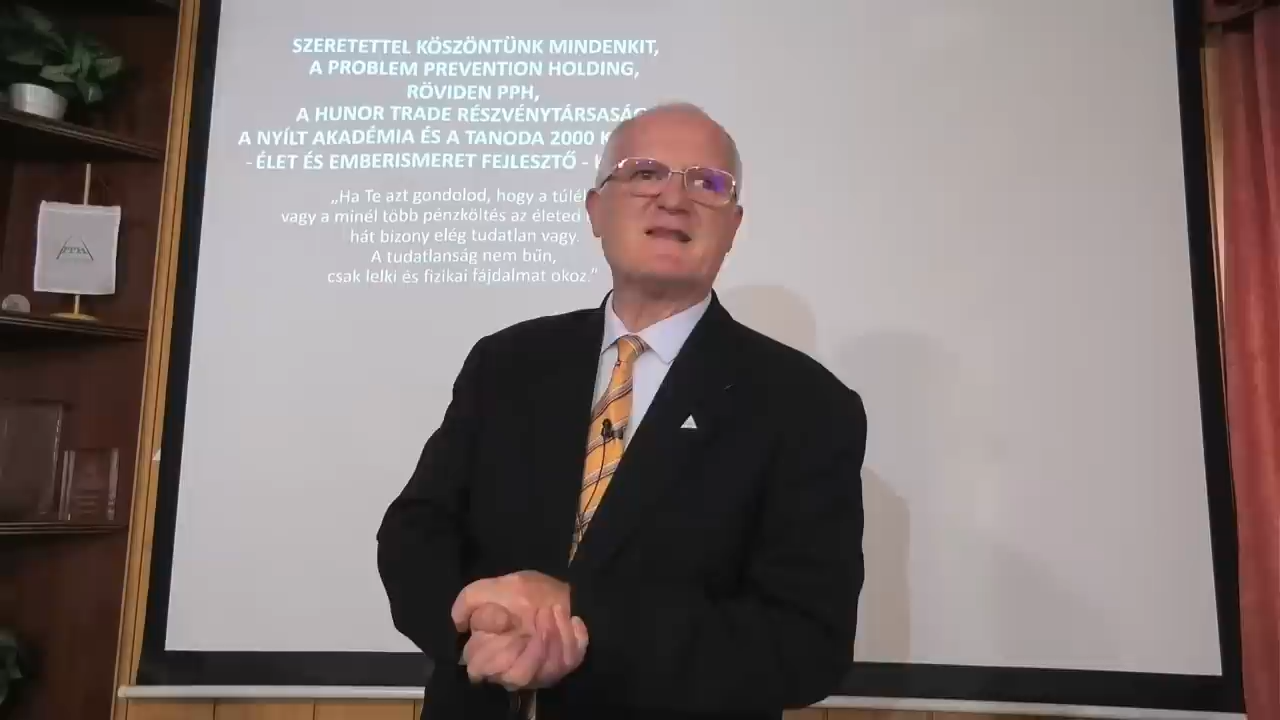 SZERETETTEL KÖSZÖNTÜNK MINDENKIT,
A PROBLEM PREVENTION HOLDING,
RÖVIDEN PPH,
A HUNOR TRADE RÉSZVÉNYTÁRSASÁG
A NYÍLT AKADÉMIA ÉS A TANODA 2000 K
- ÉLET ÉS EMBERISMERET FEJLESZTŐ -
„Ha Te azt gondolod, hogy a túlél
vagy a minél több pénzköltés az életed
hát bizony elég tudatlan vagy.
A tudatlanság nem bűn,
csak lelki és fizikai fájdalmat okoz.”